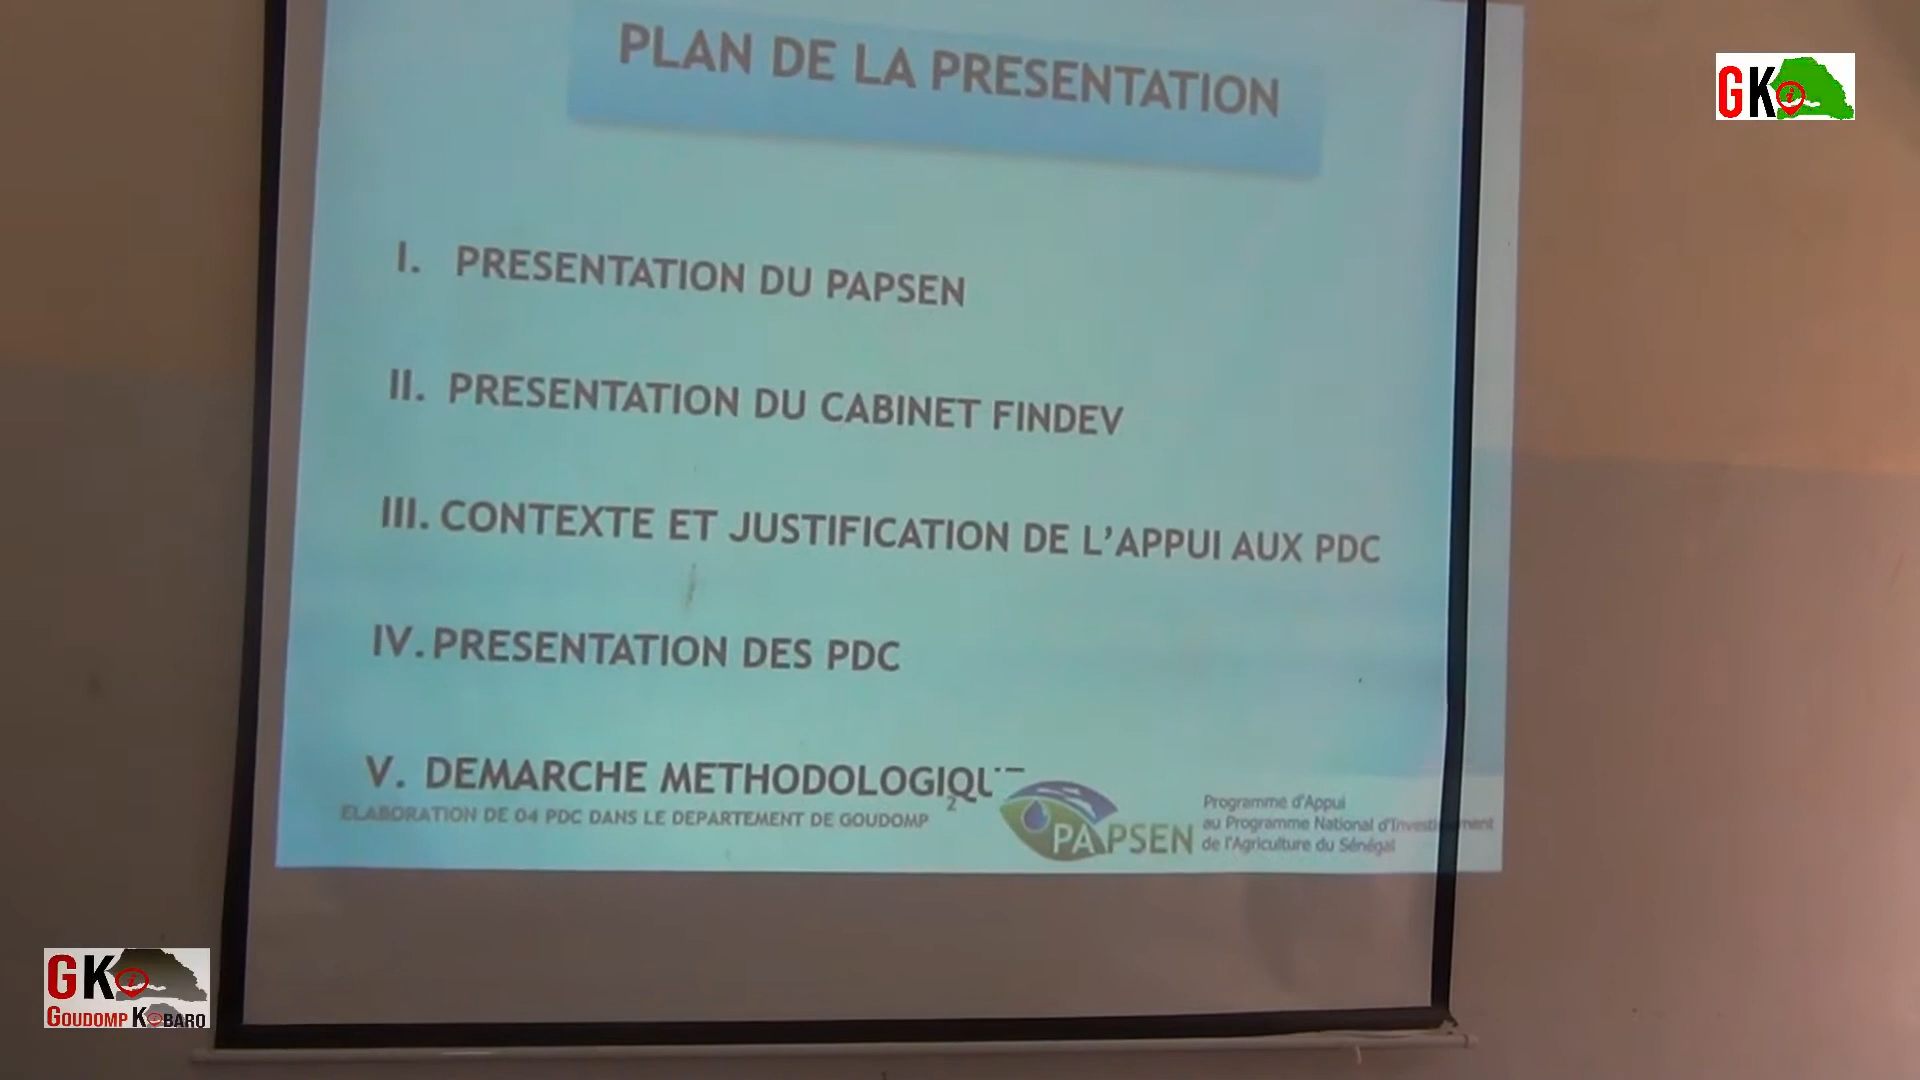 PLAN DE LA PRESENTATION
GK
I. PRESENTATION DU PAPSEN
II. PRESENTATION DU CABINET FINDEV
III. CONTEXTE ET JUSTIFICATION DE L'APPUI AUX PDC
IV. PRESENTATION DES PDC
V. DEMARCHE METHODOLOGIQUE
2
ELABORATION DE 04 PDC DANS LE DEPARTEMENT DE GOUDOMP
PAPSEN
Programme d'Appui
au Programme National d'Investissement
de l'Agriculture du Sénégal
GK
GOUDOMP KOBARO